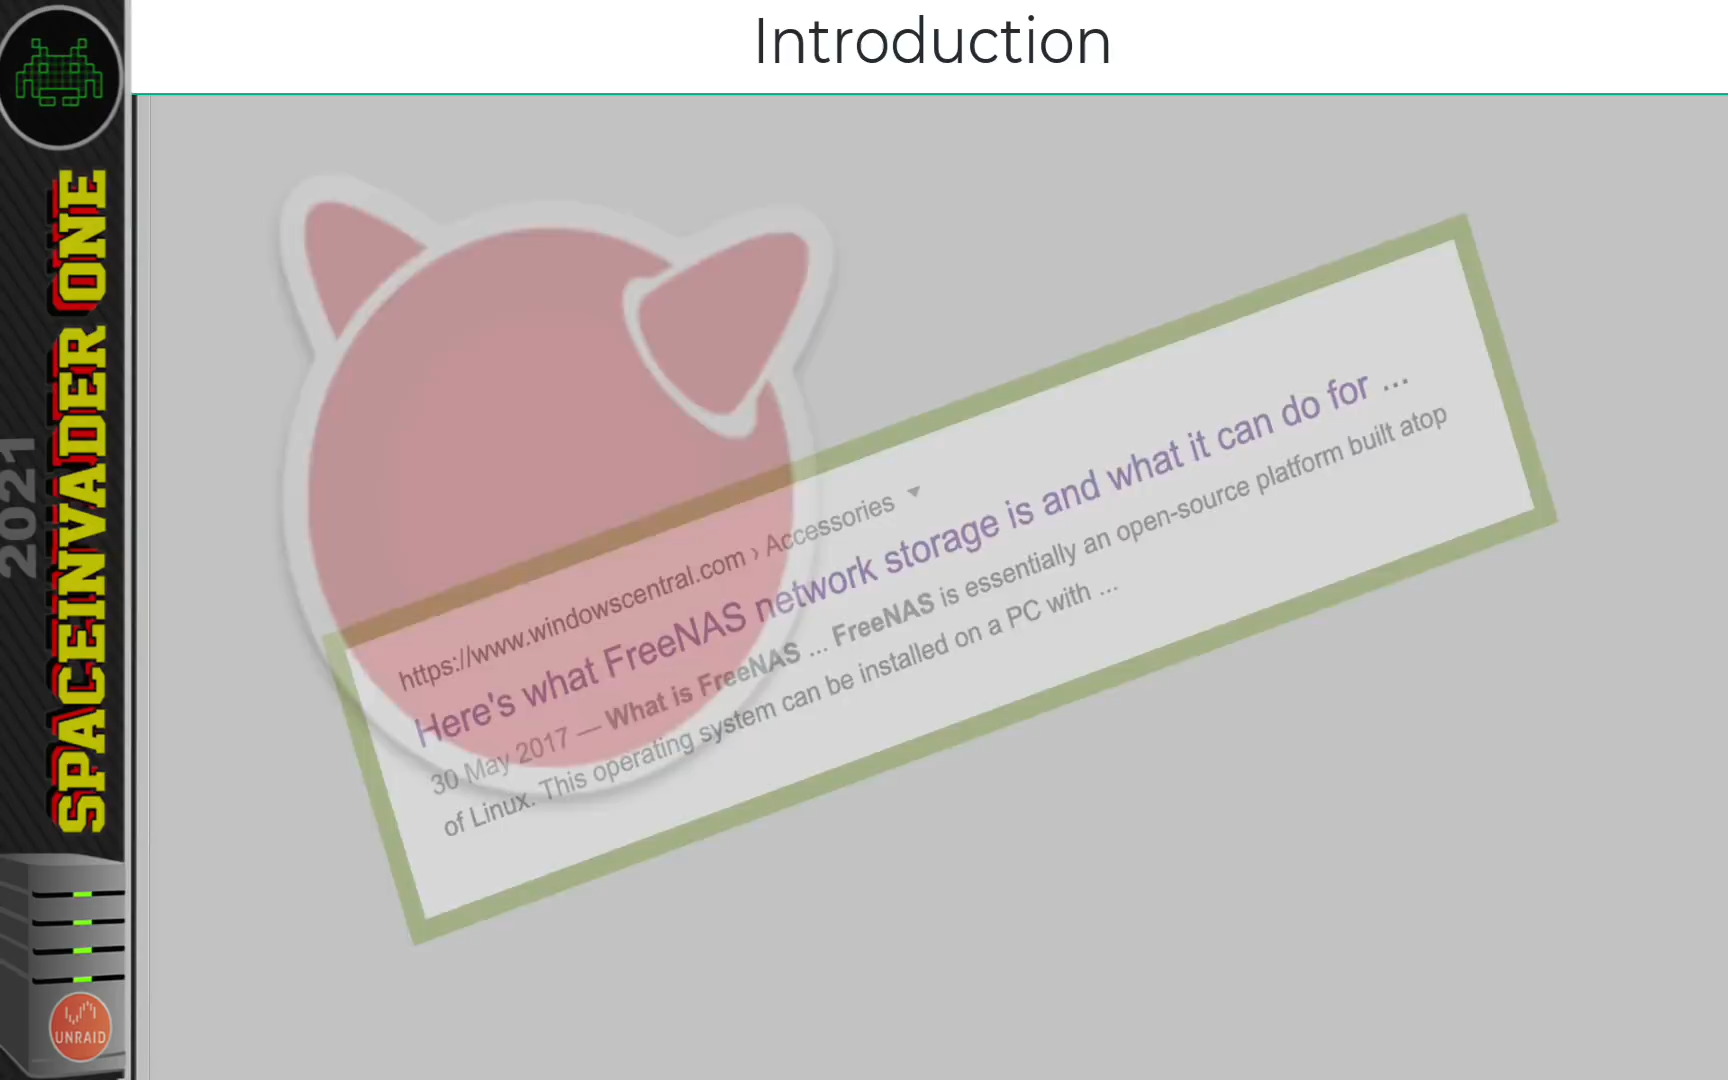 Introduction
SPACEINVADER ONE
2021
UNRAID
https://www.windowscentral.com › Accessories
Here's what FreeNAS network storage is and what it can do for ...
30 May 2017 — What is FreeNAS ... FreeNAS is essentially an open-source platform built atop
of Linux. This operating system can be installed on a PC with ...